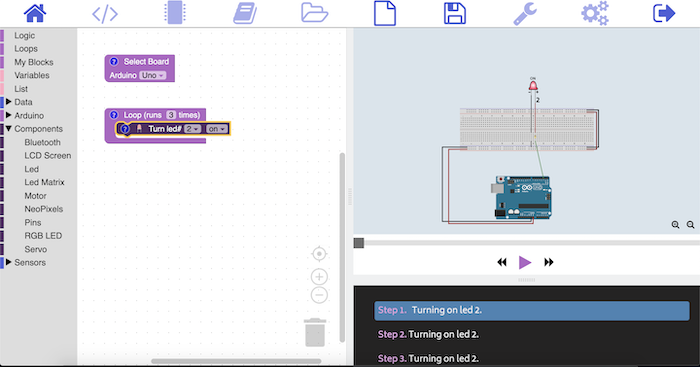 Logic
Loops
My Blocks
Variables
List
Data
Arduino
Components
Bluetooth
LCD Screen
Led
Led Matrix
Motor
NeoPixels
Pins
RGB LED
Servo
Sensors
Select Board
Arduino Uno
Loop (runs 3 times)
Turn led# 2 on
ON
2
Step 1. Turning on led 2.
Step 2. Turning on led 2.
Step 3. Turning on led 2.